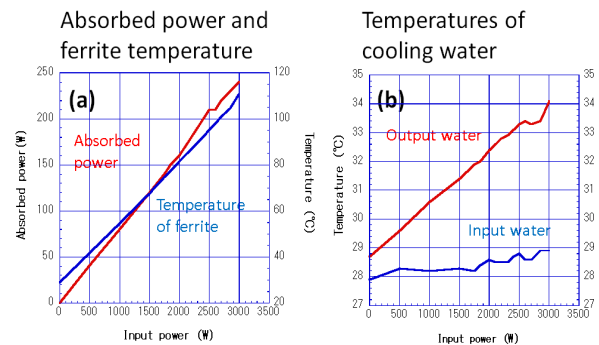 Absorbed power and
ferrite temperature
(a)
Absorbed
power
Temperature
of ferrite
Absorbed power(W)
250
200
150
100
50
0
120
100
80
60
40
20
Temperature (℃)
0 500 1000 1500 2000 2500 3000 3500
Input power (W)
Temperatures of
cooling water
(b)
Output water
Input water
Temperature (℃)
35
34
33
32
31
30
29
28
27
35
34
33
32
31
30
29
28
27
0 500 1000 1500 2000 2500 3000 3500
Input power (W)